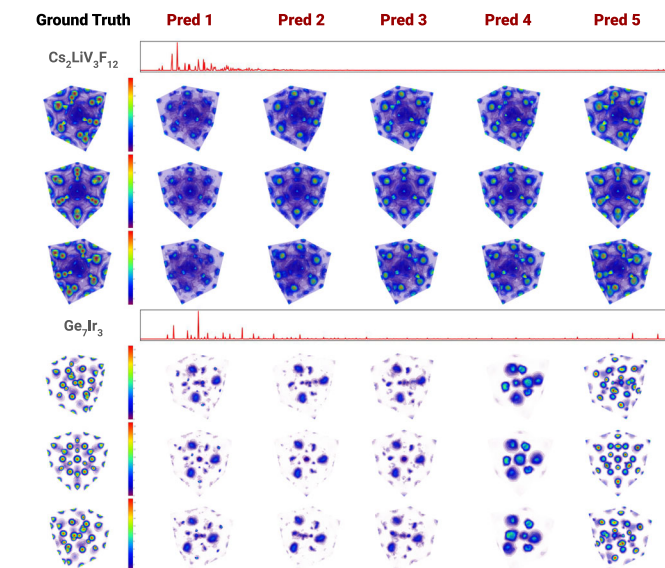 Ground Truth Pred 1 Pred 2 Pred 3 Pred 4 Pred 5
Cs₂LiV₃F₁₂
Ge₇Ir₃